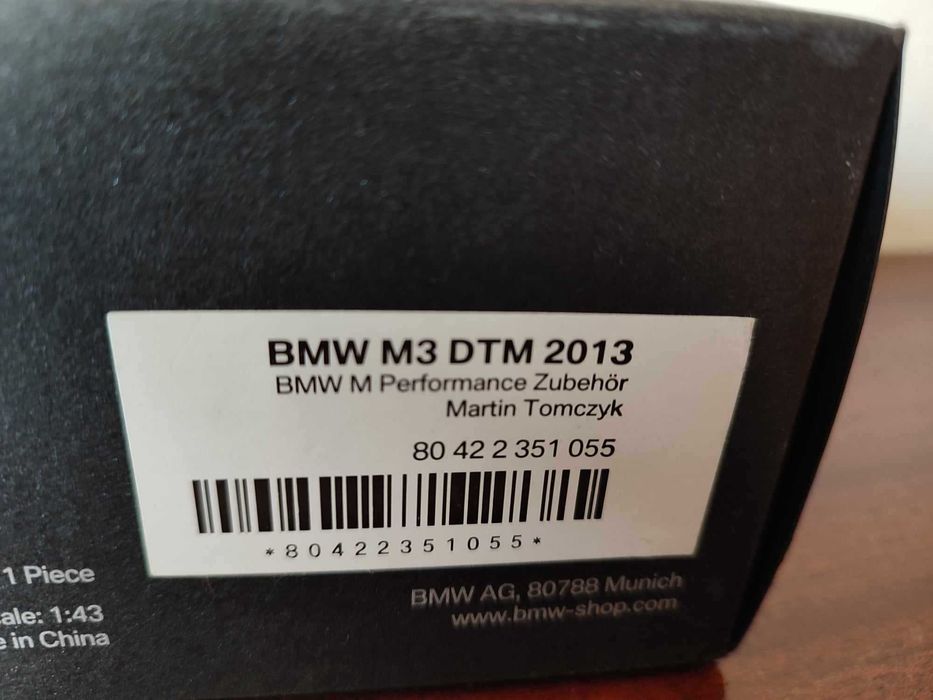 BMW M3 DTM 2013
BMW M Performance Zubehör
Martin Tomczyk
80 42 2 351 055
*80422351055*
1 Piece
1:43
in China
BMW AG, 80788 Munich
www.bmw-shop.com